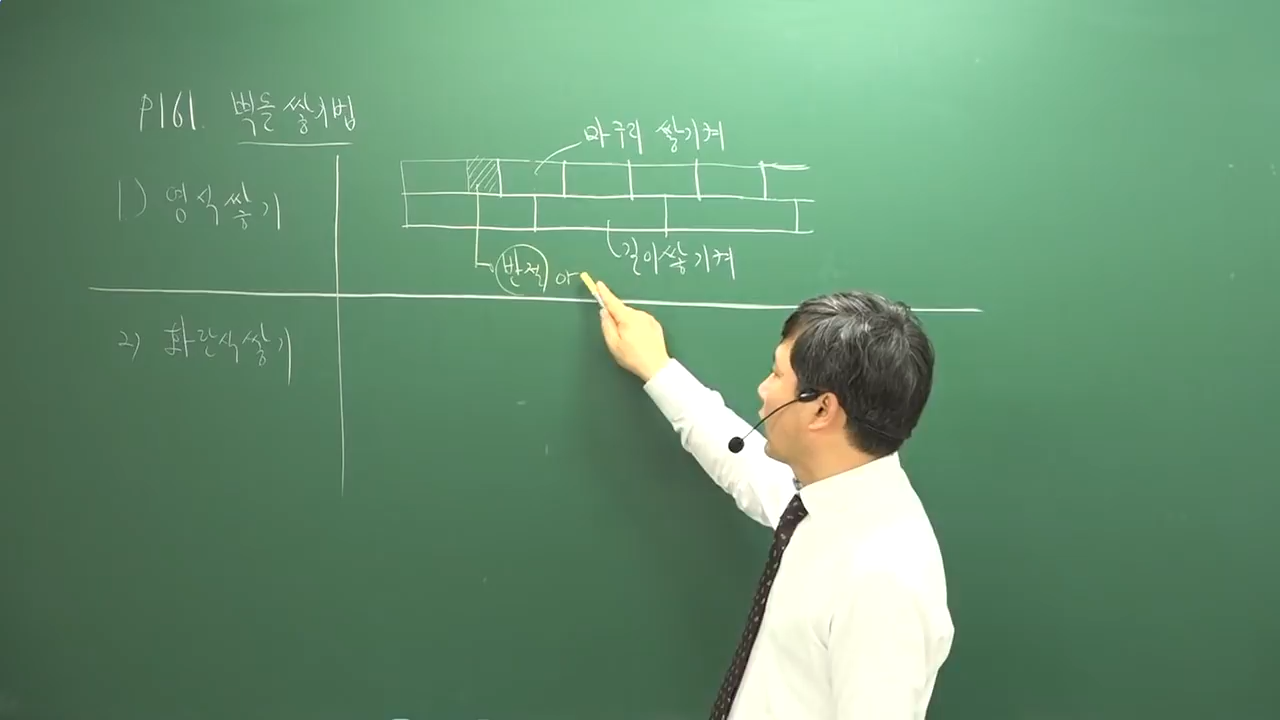 P161. 벽돌 쌓기법
마구리 쌓기켜
1) 영식쌓기
길이쌓기켜
반절 or
2) 화란식쌓기